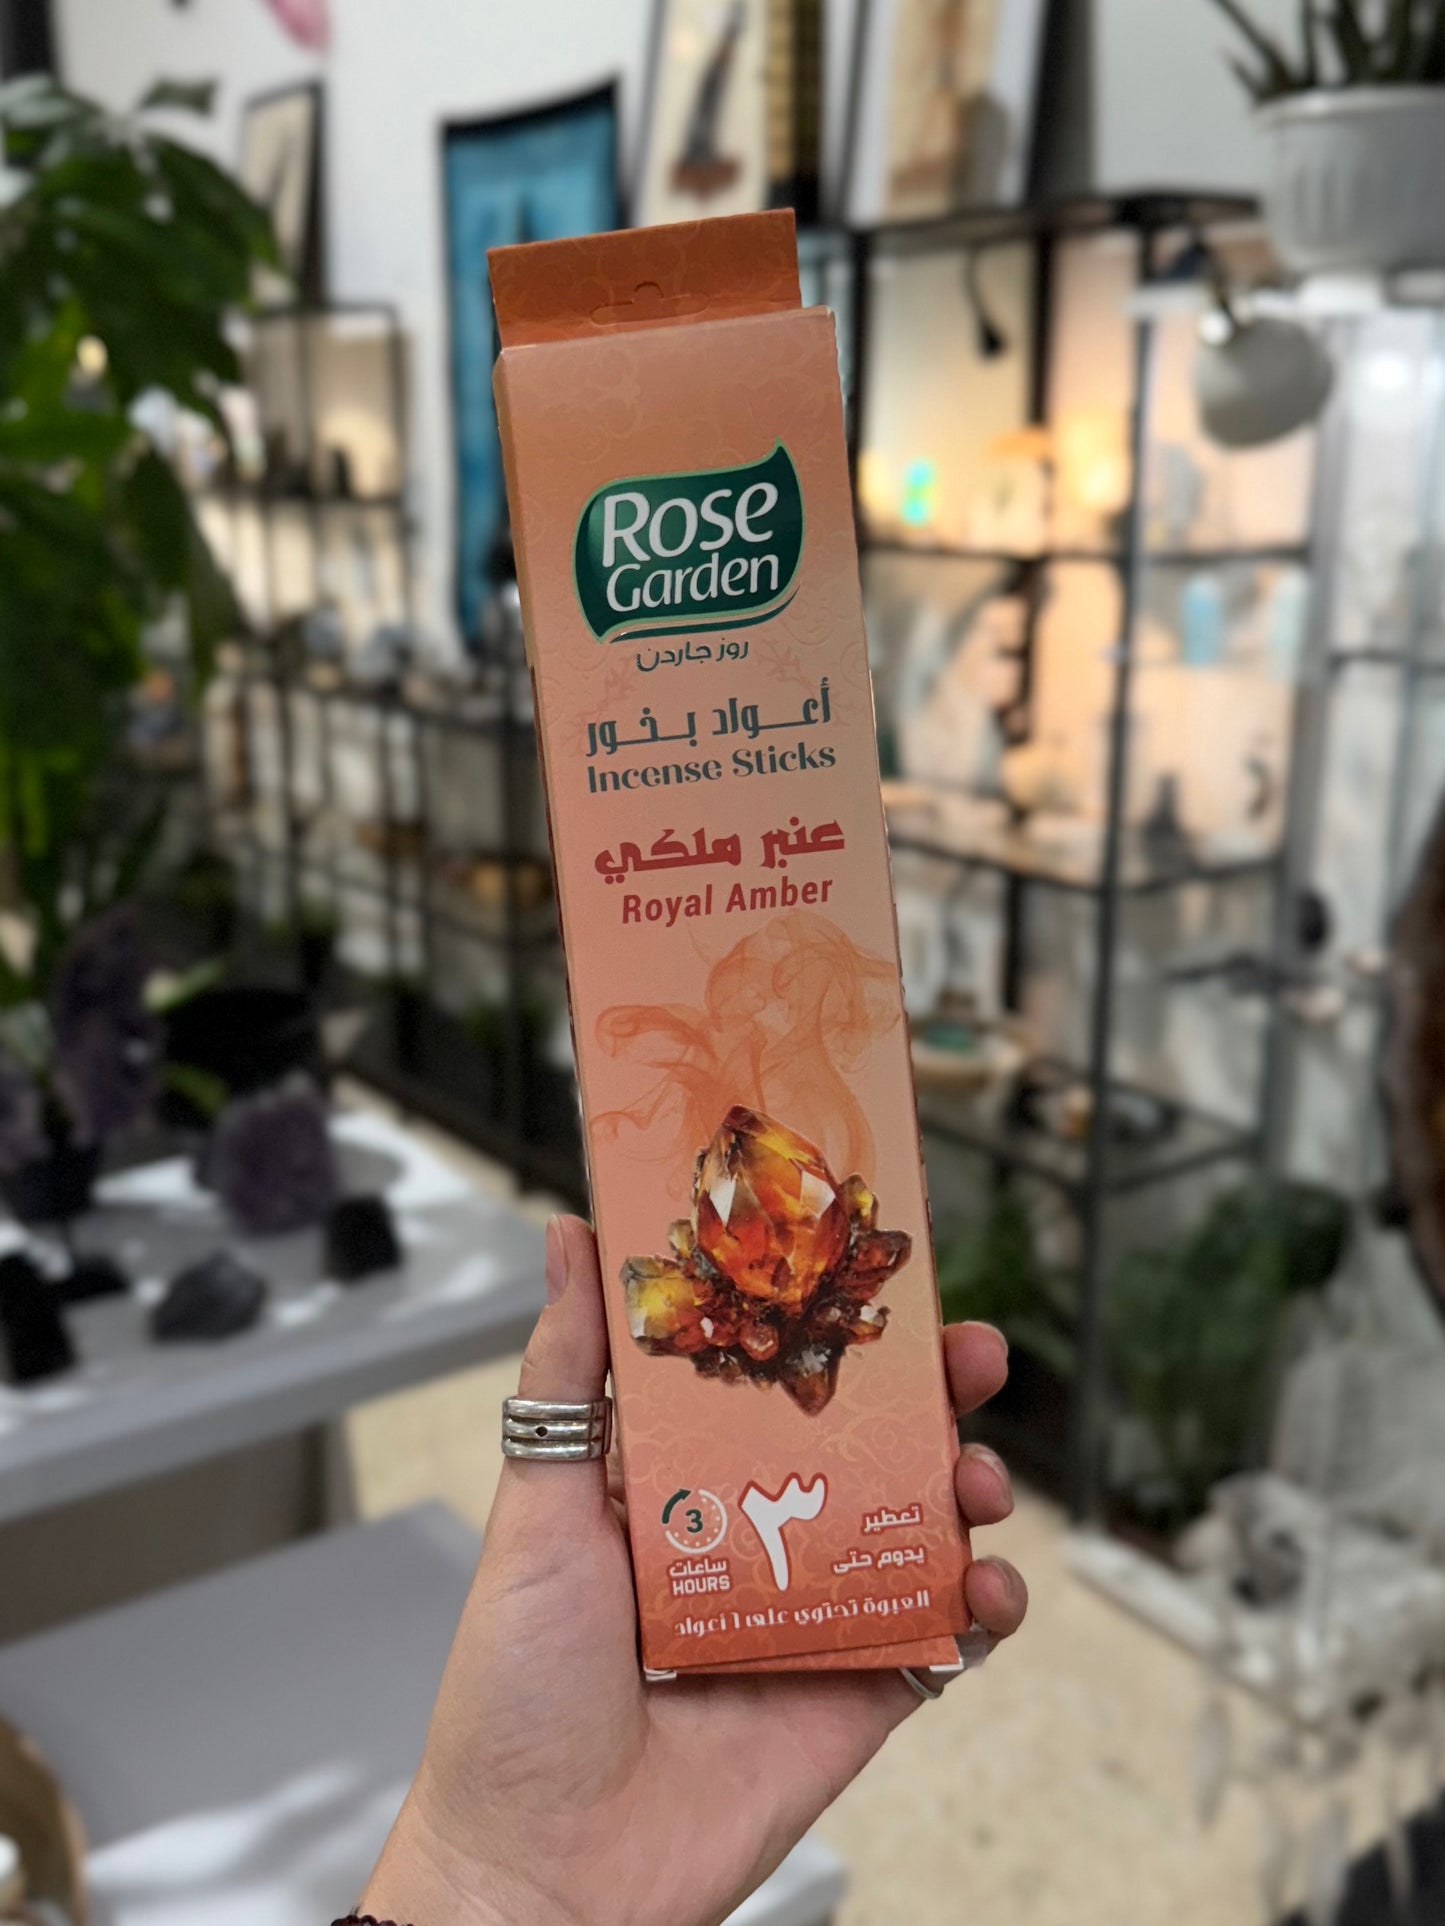 Rose
Garden
روز جاردن
أعواد بخور
Incense Sticks
عنبر ملكي
Royal Amber
تعطير
يدوم حتى
٣
3
ساعات
HOURS
العبوة تحتوي على ٦ أعواد